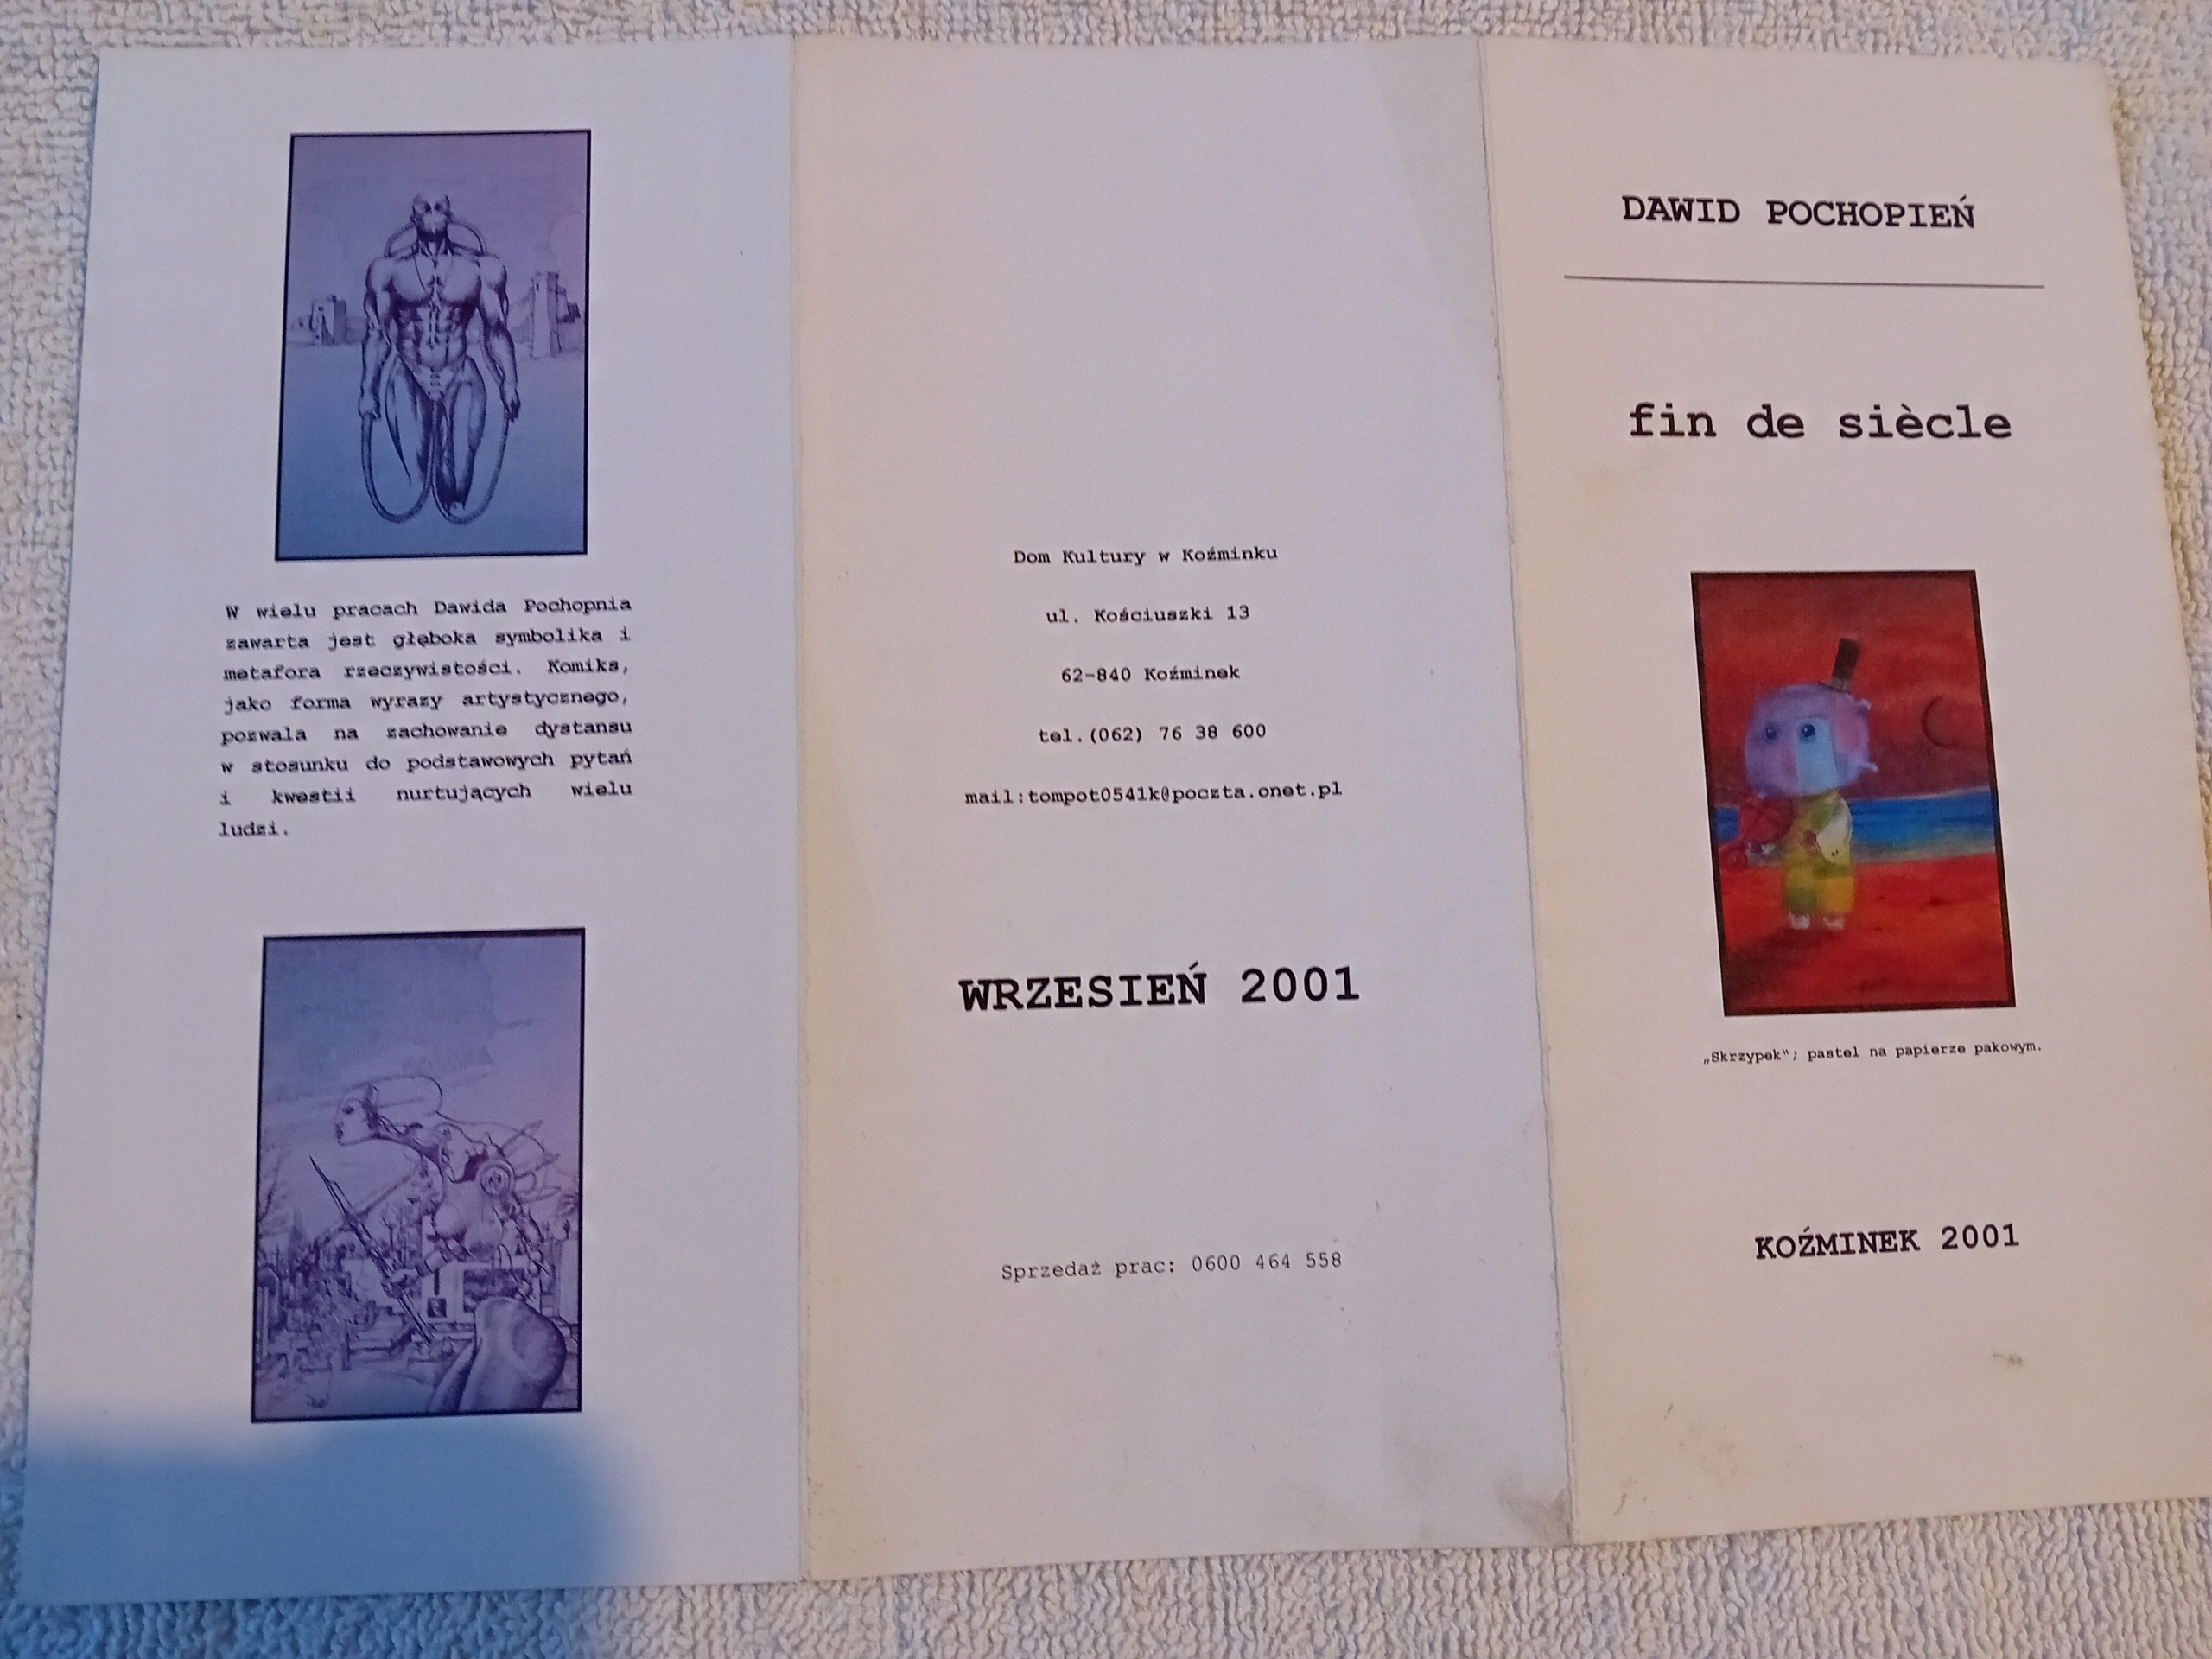 W wielu pracach Dawida Pochopnia
zawarta jest głęboka symbolika i
metafora rzeczywistości. Komiks,
jako forma wyrazy artystycznego,
pozwala na zachowanie dystansu
w stosunku do podstawowych pytań
i kwestii nurtujących wielu
ludzi.
Dom Kultury w Koźminku
ul. Kościuszki 13
62-840 Koźminek
tel.(062) 76 38 600
mail:tompot0541k@poczta.onet.pl
WRZESIEŃ 2001
Sprzedaż prac: 0600 464 558
DAWID POCHOPIEŃ
fin de siècle
„Skrzypek"; pastel na papierze pakowym.
KOŹMINEK 2001